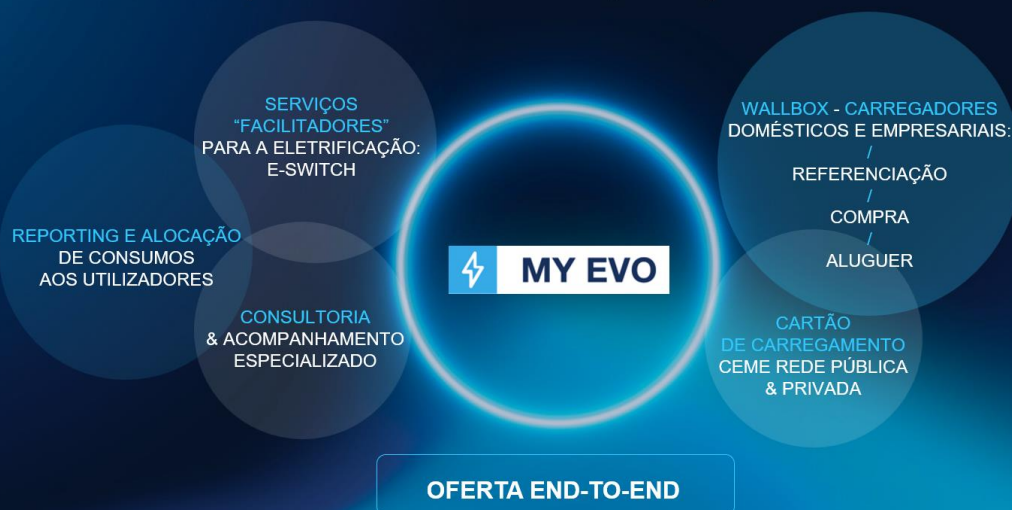 SERVIÇOS
“FACILITADORES”
PARA A ELETRIFICAÇÃO:
E-SWITCH
REPORTING E ALOCAÇÃO
DE CONSUMOS
AOS UTILIZADORES
CONSULTORIA
& ACOMPANHAMENTO
ESPECIALIZADO
MY EVO
WALLBOX - CARREGADORES
DOMÉSTICOS E EMPRESARIAIS:
/
REFERENCIAÇÃO
/
COMPRA
/
ALUGUER
CARTÃO
DE CARREGAMENTO
CEME REDE PÚBLICA
& PRIVADA
OFERTA END-TO-END